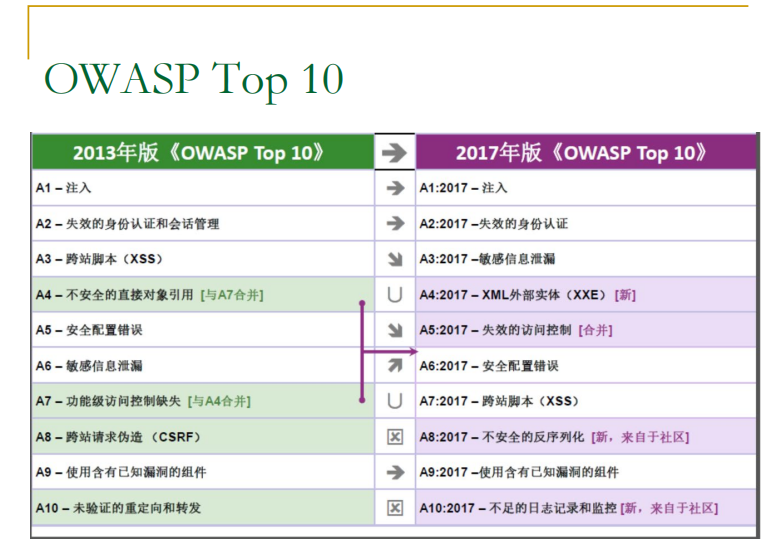 OWASP Top 10
2013年版《OWASP Top 10》 2017年版《OWASP Top 10》
A1 – 注入 A1:2017 – 注入
A2 – 失效的身份认证和会话管理 A2:2017 –失效的身份认证
A3 – 跨站脚本（XSS） A3:2017 –敏感信息泄漏
A4 – 不安全的直接对象引用 [与A7合并] A4:2017 – XML外部实体（XXE）[新]
A5 – 安全配置错误 A5:2017 – 失效的访问控制 [合并]
A6 – 敏感信息泄漏 A6:2017 – 安全配置错误
A7 – 功能级访问控制缺失 [与A4合并] A7:2017 – 跨站脚本（XSS）
A8 – 跨站请求伪造 （CSRF） A8:2017 – 不安全的反序列化 [新，来自于社区]
A9 – 使用含有已知漏洞的组件 A9:2017 –使用含有已知漏洞的组件
A10 – 未验证的重定向和转发 A10:2017 – 不足的日志记录和监控 [新，来自于社区]